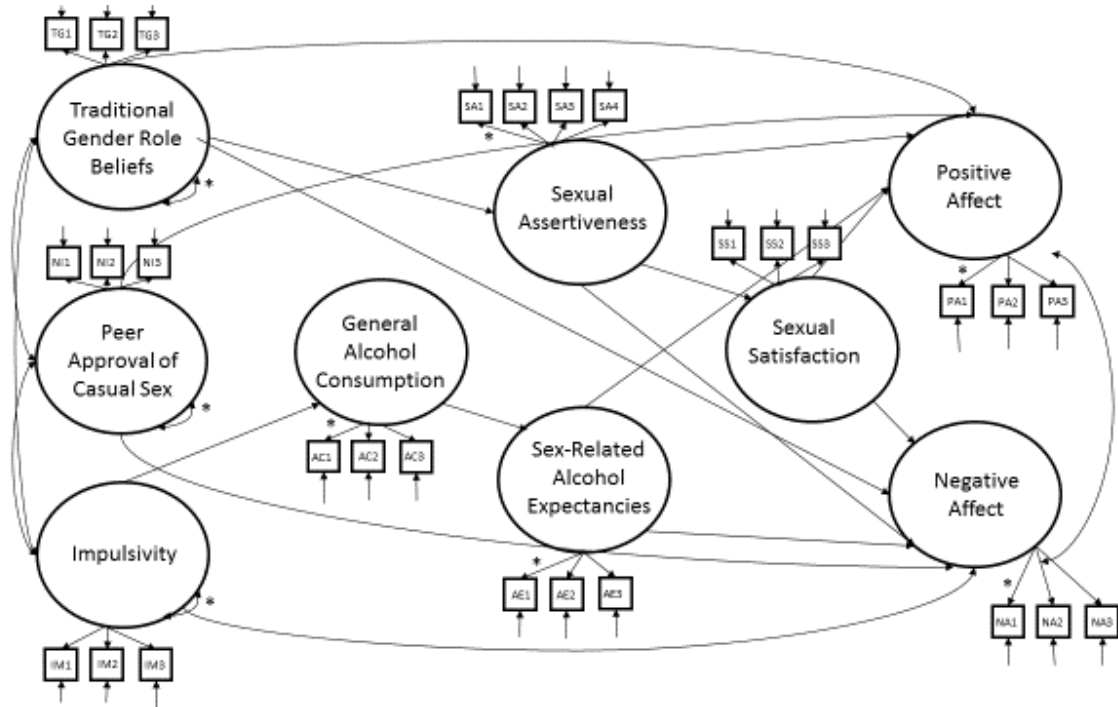 TG1 TG2 TG3
Traditional
Gender Role
Beliefs
*
SA1 SA2 SA3 SA4
*
Sexual
Assertiveness
Positive
Affect
*
PA1 PA2 PA3
NI1 NI2 NI3
Peer
Approval of
Casual Sex
*
General
Alcohol
Consumption
*
AC1 AC2 AC3
SS1 SS2 SS3
Sexual
Satisfaction
Sex-Related
Alcohol
Expectancies
*
AE1 AE2 AE3
Negative
Affect
*
NA1 NA2 NA3
Impulsivity
*
IM1 IM2 IM3